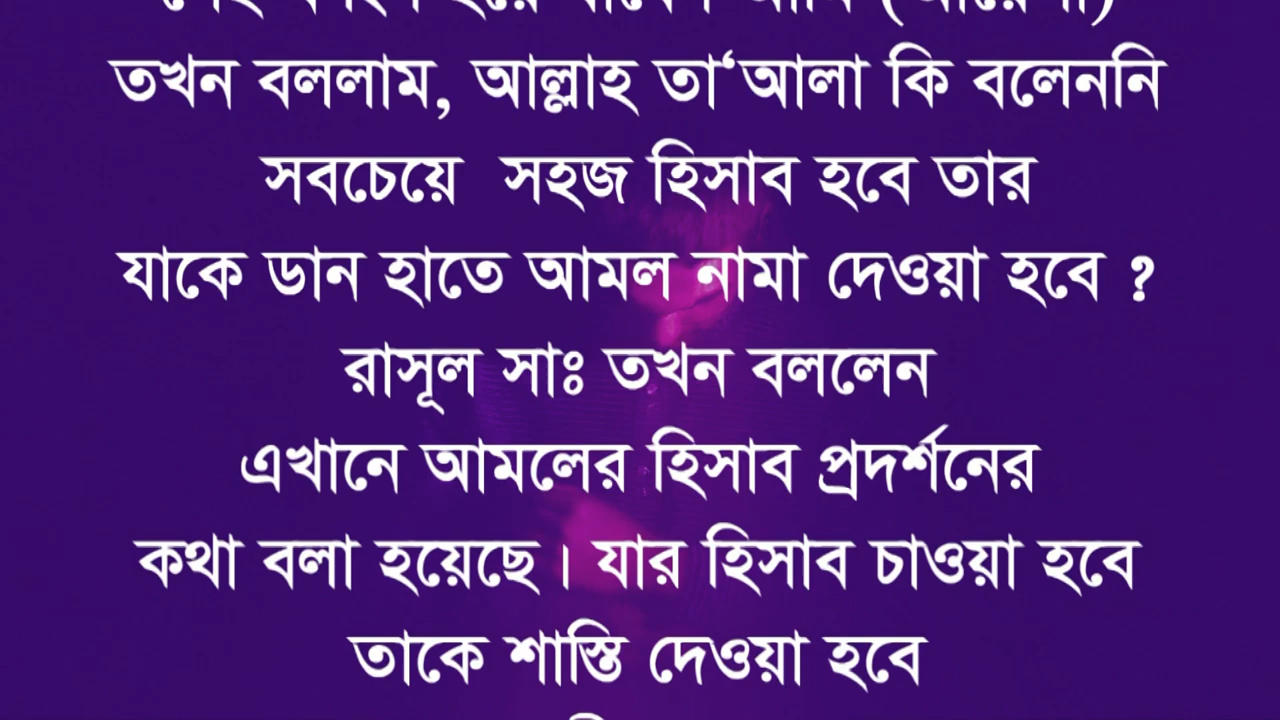 তখন বললাম, আল্লাহ তা‘আলা কি বলেননি
সবচেয়ে সহজ হিসাব হবে তার
যাকে ডান হাতে আমল নামা দেওয়া হবে ?
রাসূল সাঃ তখন বললেন
এখানে আমলের হিসাব প্রদর্শনের
কথা বলা হয়েছে। যার হিসাব চাওয়া হবে
তাকে শাস্তি দেওয়া হবে